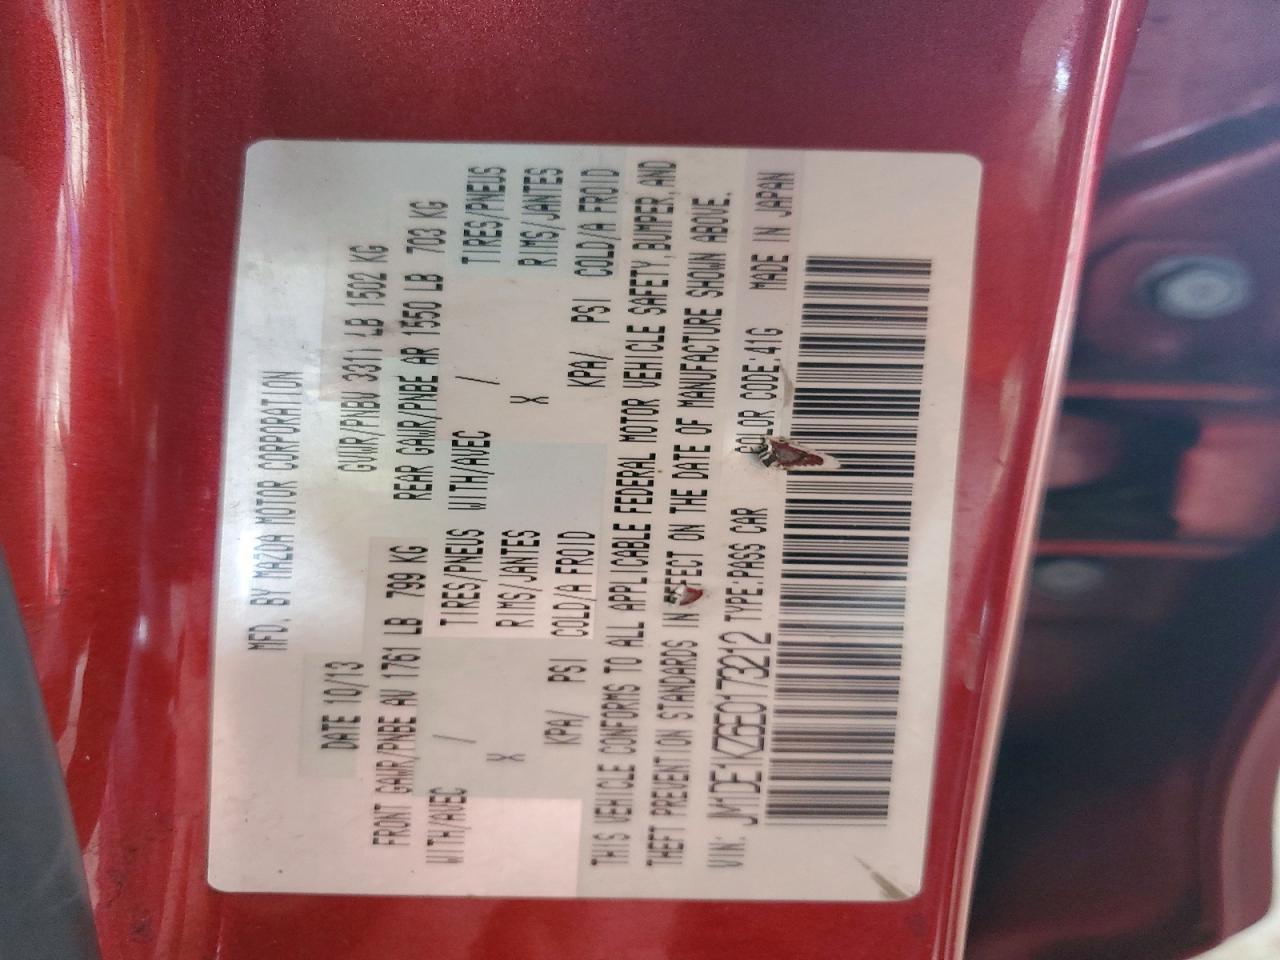 MFD. BY MAZDA MOTOR CORPORATION
DATE 10/13 GVWR/PNBV 3311 LB 1502 KG
FRONT GAWR/PNBE AV 1761 LB 799 KG REAR GAWR/PNBE AR 1550 LB 703 KG
WITH/AVEC / TIRES/PNEUS WITH/AVEC / TIRES/PNEUS
X RIMS/JANTES X RIMS/JANTES
KPA/ PSI COLD/A FROID KPA/ PSI COLD/A FROID
THIS VEHICLE CONFORMS TO ALL APPLICABLE FEDERAL MOTOR VEHICLE SAFETY, BUMPER, AND
THEFT PREVENTION STANDARDS IN EFFECT ON THE DATE OF MANUFACTURE SHOWN ABOVE.
VIN: JM1DE1KZ6E0173212 TYPE:PASS CAR COLOR CODE:41G MADE IN JAPAN